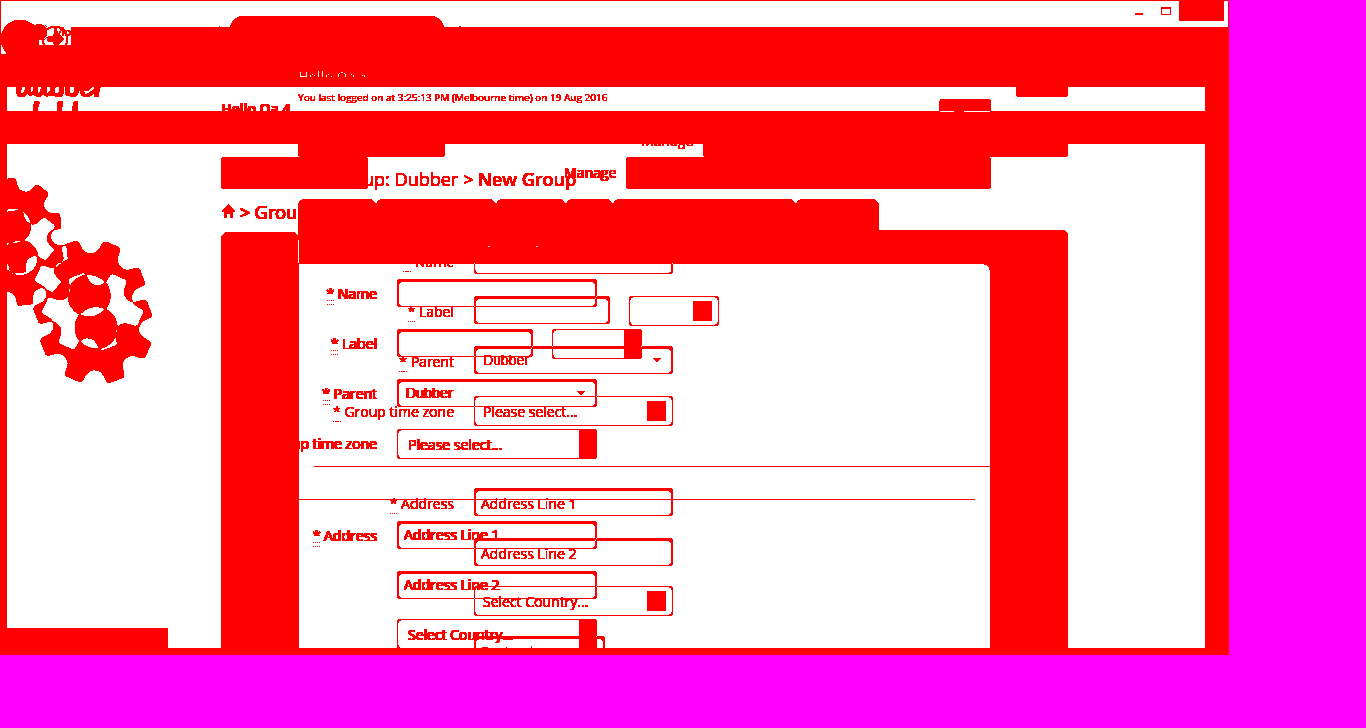 Hello Qa 4
You last logged on at 3:25:13 PM (Melbourne time) on 19 Aug 2016
Hello Qa 4
Manage
up: Dubber > New Group
Manage
> Grou
Name
* Name
* Label
* Label
* Parent Dubber
* Parent Dubber
* Group time zone Please select...
p time zone Please select...
* Address Address Line 1
* Address Address Line 1
Address Line 2
Address Line 2
Select Country...
Select Country...